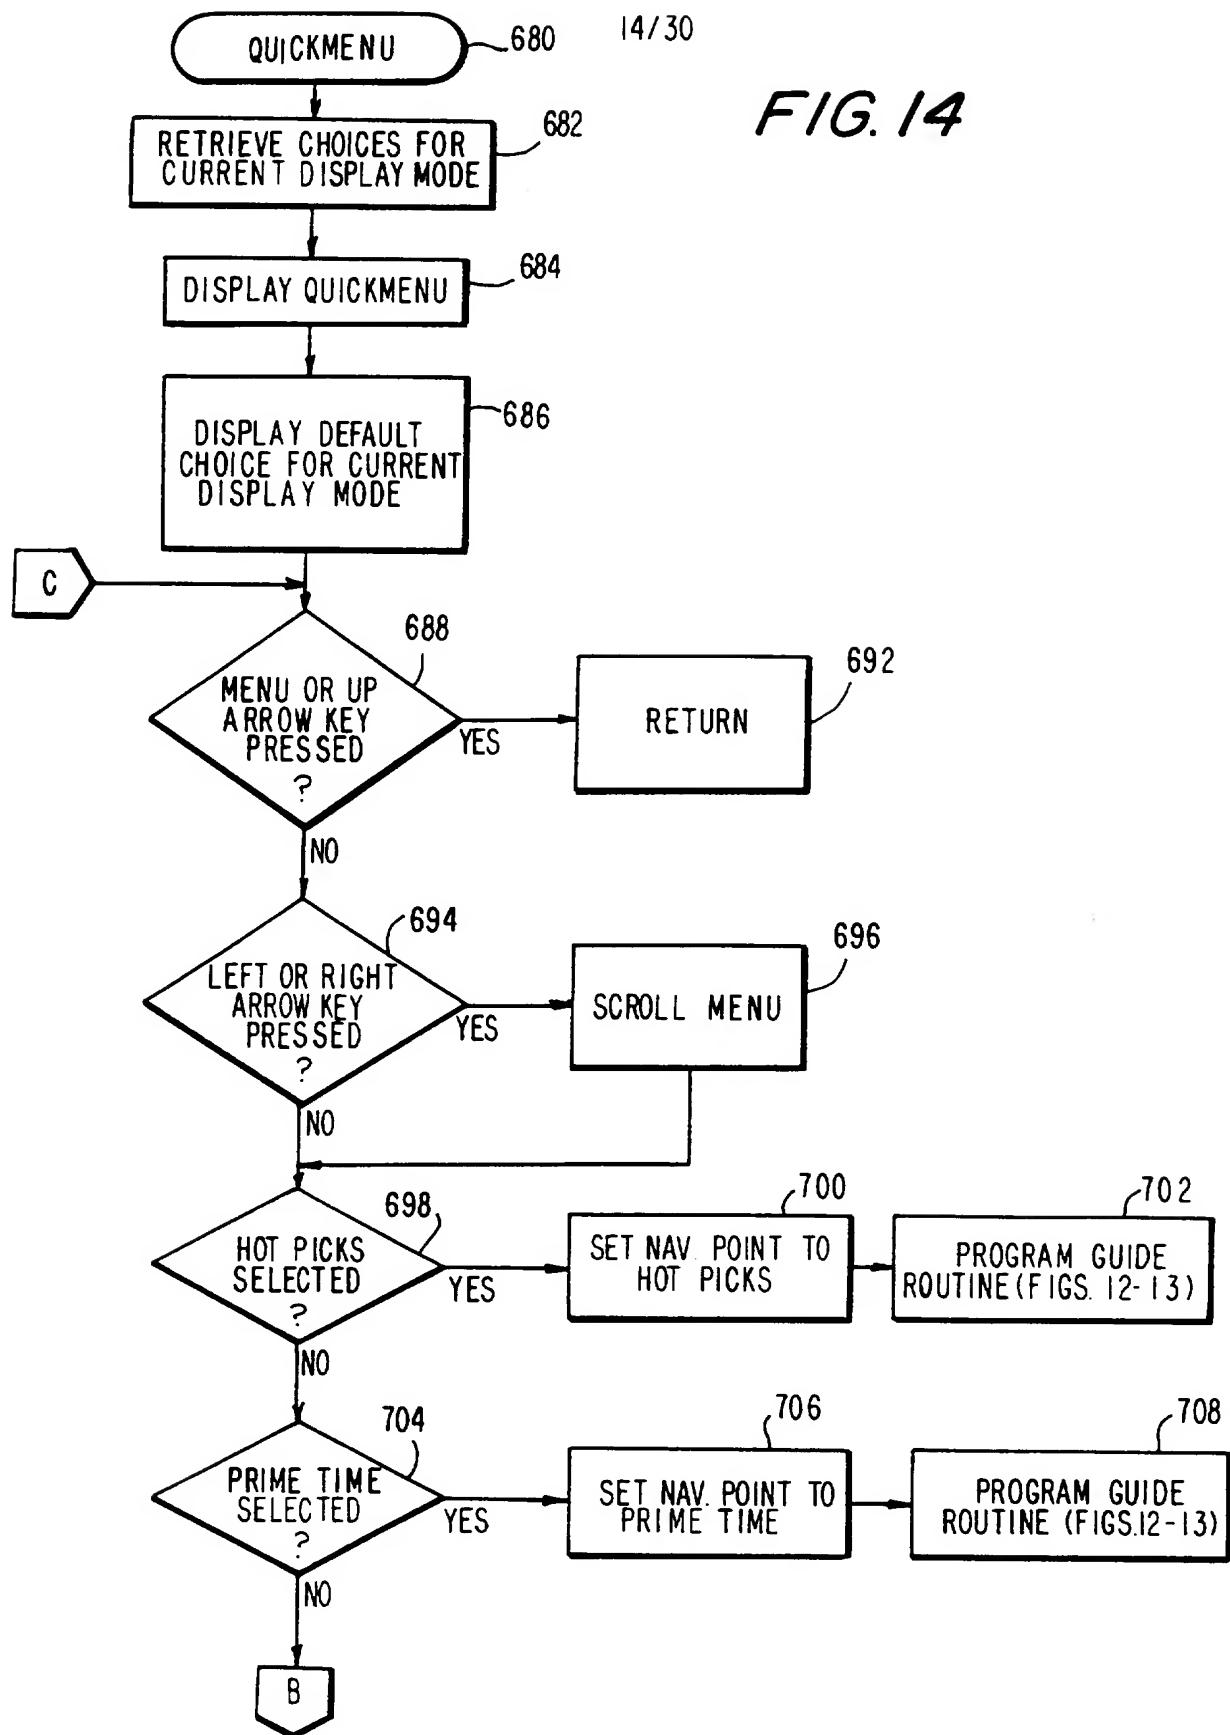 QUICKMENU
680
14/30
FIG. 14
682
RETRIEVE CHOICES FOR
CURRENT DISPLAY MODE
684
DISPLAY QUICKMENU
686
DISPLAY DEFAULT
CHOICE FOR CURRENT
DISPLAY MODE
C
688
MENU OR UP
ARROW KEY
PRESSED
?
YES
692
RETURN
NO
694
LEFT OR RIGHT
ARROW KEY
PRESSED
?
YES
696
SCROLL MENU
NO
698
HOT PICKS
SELECTED
?
YES
700
SET NAV. POINT TO
HOT PICKS
702
PROGRAM GUIDE
ROUTINE (FIGS. 12-13)
NO
704
PRIME TIME
SELECTED
?
YES
706
SET NAV. POINT TO
PRIME TIME
708
PROGRAM GUIDE
ROUTINE (FIGS.12-13)
NO
B